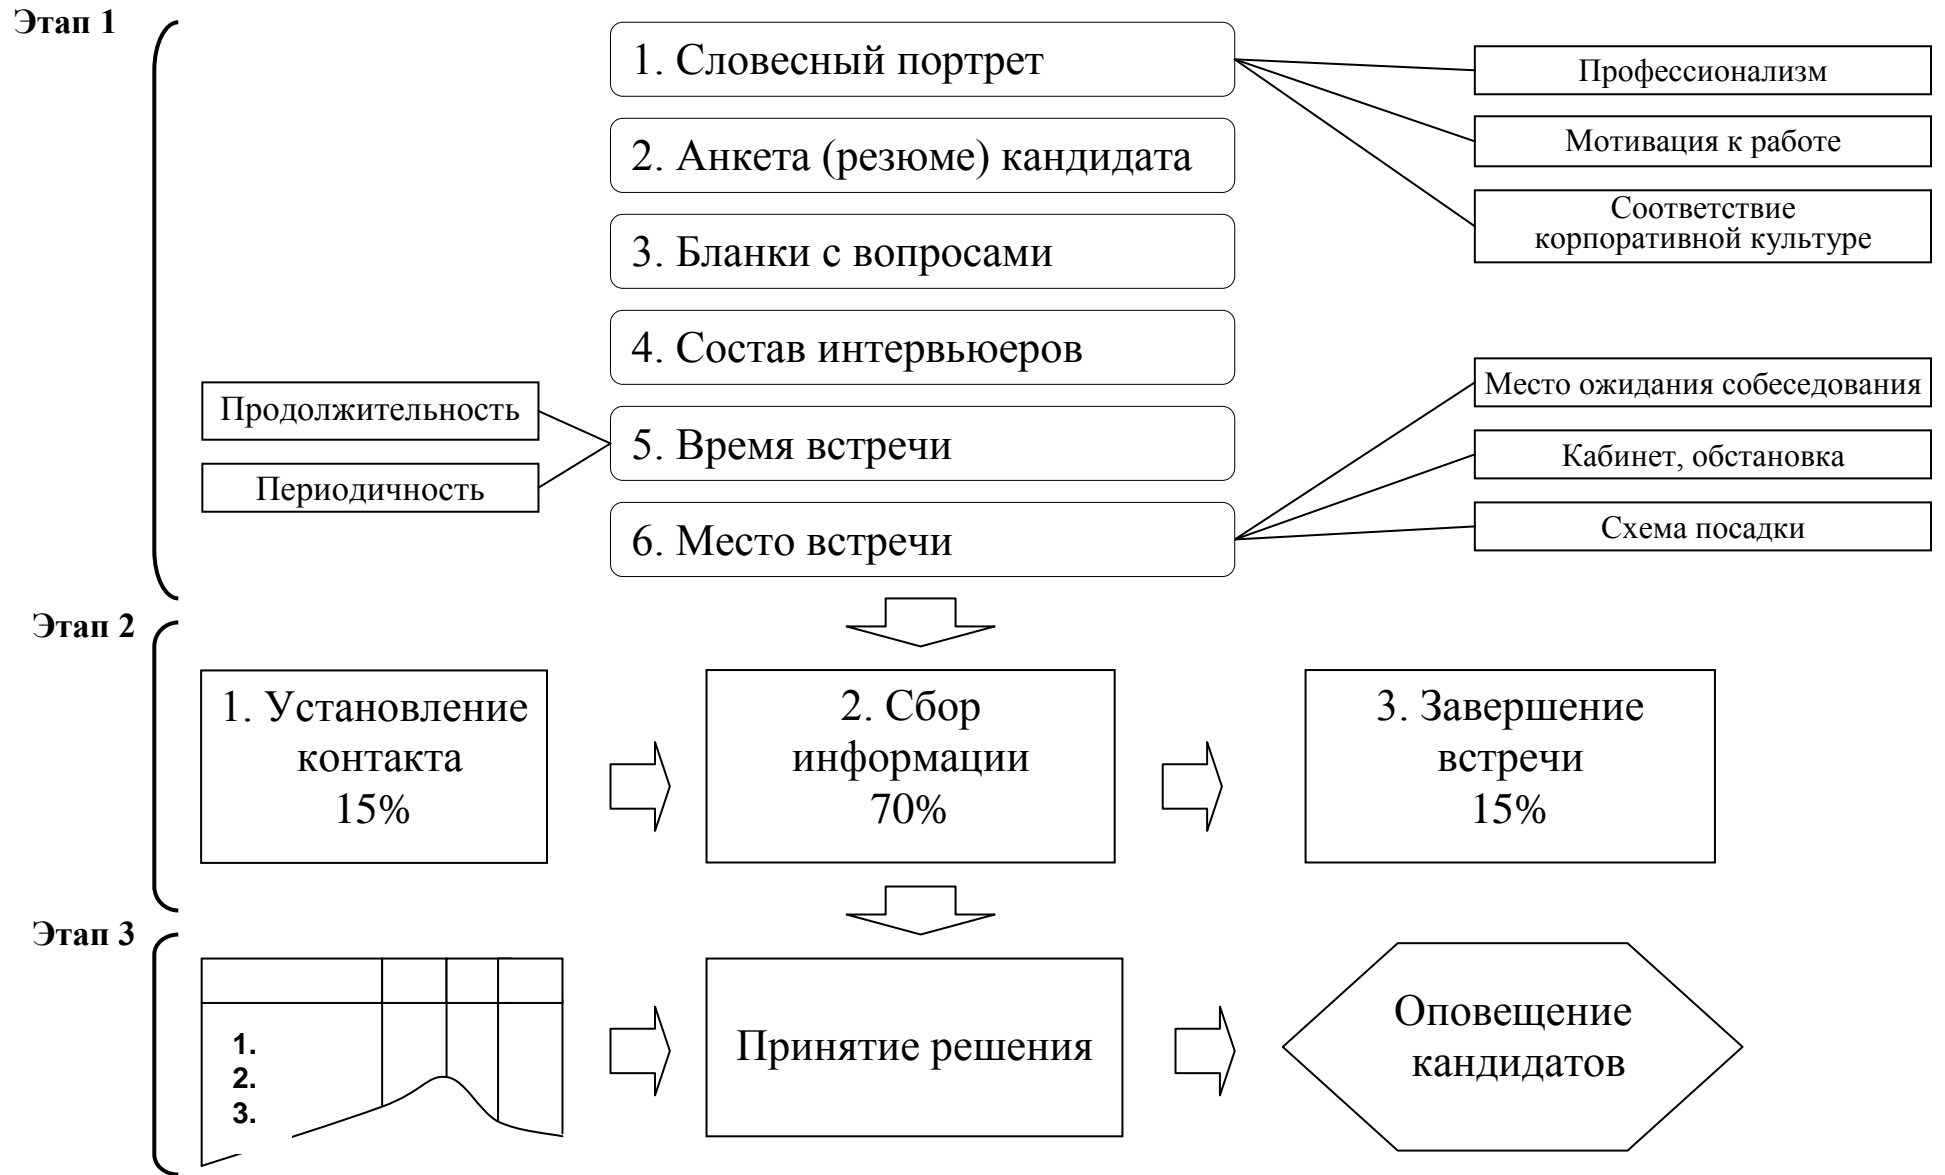 Этап 1
1. Словесный портрет
Профессионализм
Мотивация к работе
Соответствие
корпоративной культуре
2. Анкета (резюме) кандидата
3. Бланки с вопросами
4. Состав интервьюеров
Продолжительность
Периодичность
5. Время встречи
6. Место встречи
Место ожидания собеседования
Кабинет, обстановка
Схема посадки
Этап 2
1. Установление
контакта
15%
2. Сбор
информации
70%
3. Завершение
встречи
15%
Этап 3
1.
2.
3.
Принятие решения
Оповещение
кандидатов